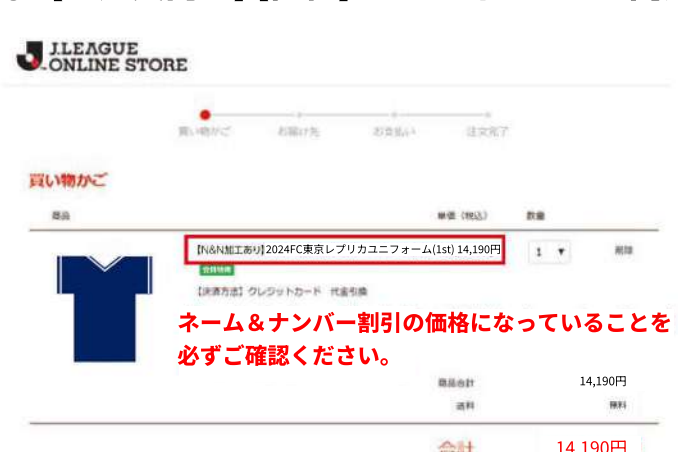 J.LEAGUE
ONLINE STORE
買い物かご お届け先 お支払い 注文完了
買い物かご
商品 単価（税込） 数量
【N&N加工あり】2024FC東京レプリカユニフォーム(1st) 14,190円 1 ▼ 削除
会員特典
【決済方法】クレジットカード 代金引換
ネーム＆ナンバー割引の価格になっていることを
必ずご確認ください。
商品合計 14,190円
送料 無料
合計 14,190円